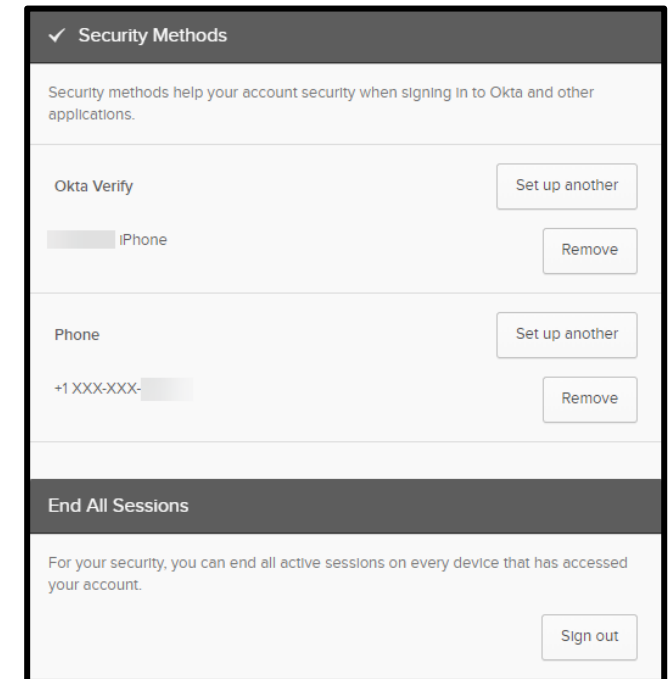 Security Methods
Security methods help your account security when signing in to Okta and other
applications.
Okta Verify
Set up another
iPhone
Remove
Phone
Set up another
+1 XXX-XXX-
Remove
End All Sessions
For your security, you can end all active sessions on every device that has accessed
your account.
Sign out